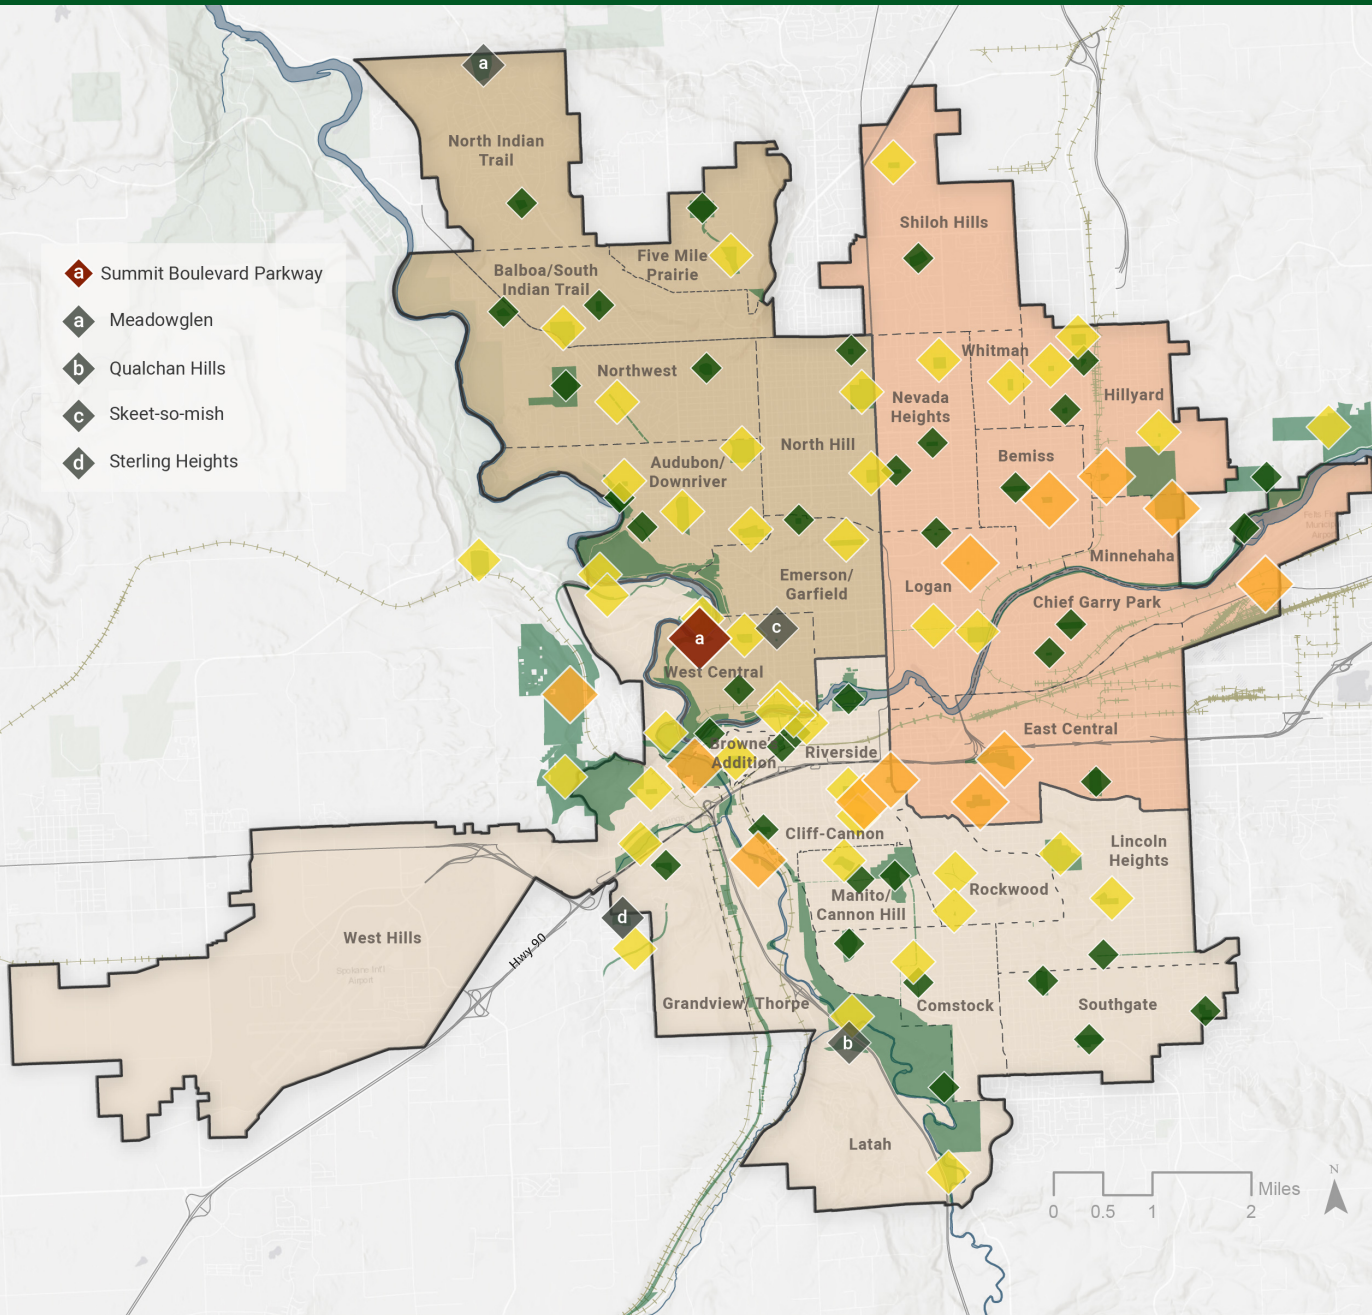 a
North Indian
Trail
Shiloh Hills
Five Mile
Prairie
Balboa/South
Indian Trail
a Summit Boulevard Parkway
a Meadowglen
b Qualchan Hills
c Skeet-so-mish
d Sterling Heights
Whitman
Northwest
Nevada
Heights
Hillyard
North Hill
Bemiss
Audubon/
Downriver
Minnehaha
Emerson/
Garfield
Logan
Chief Garry Park
a
c
West Central
East Central
Browne's
Addition
Riverside
Cliff-Cannon
Lincoln
Heights
Rockwood
Manito/
Cannon Hill
d
West Hills
Hwy 90
Spokane Int'l
Airport
Grandview/ Thorpe
Comstock
Southgate
b
Latah
N
Miles
0 0.5 1 2